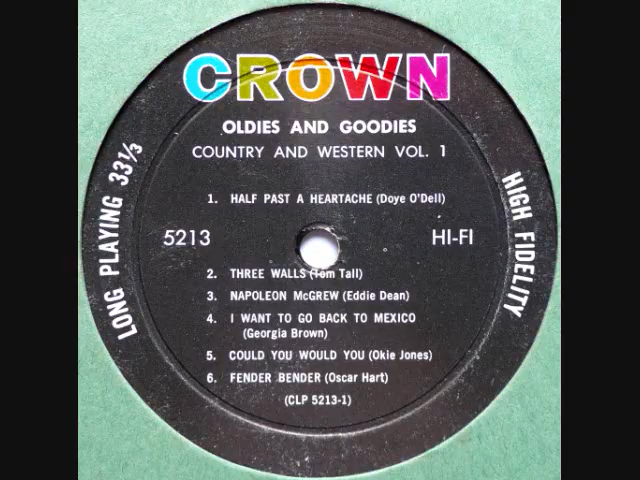 CROWN
OLDIES AND GOODIES
COUNTRY AND WESTERN VOL. 1
1. HALF PAST A HEARTACHE (Doye O'Dell)
LONG PLAYING 33⅓
5213
HI-FI
HIGH FIDELITY
2. THREE WALLS (Tom Tall)
3. NAPOLEON McGREW (Eddie Dean)
4. I WANT TO GO BACK TO MEXICO
(Georgia Brown)
5. COULD YOU WOULD YOU (Okie Jones)
6. FENDER BENDER (Oscar Hart)
(CLP 5213-1)